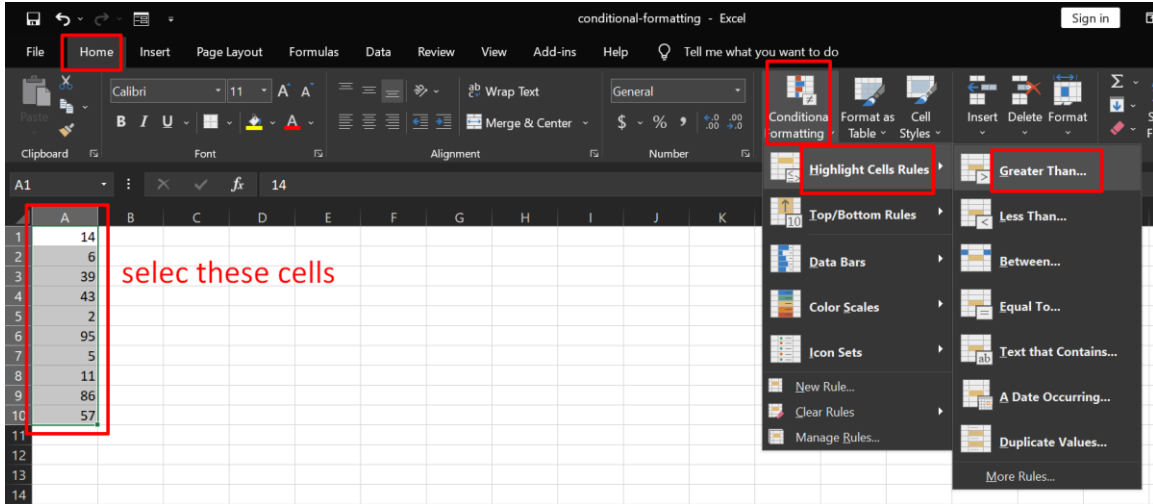 conditional-formatting - Excel
Sign in
File Home Insert Page Layout Formulas Data Review View Add-ins Help Tell me what you want to do
Calibri 11 A A General
Paste
B I U A ab Wrap Text
Merge & Center
$ % 9 .00 .00
Conditional Formatting
Format as Table
Cell Styles
Insert Delete Format
Σ
Clipboard Font Alignment Number
A1 fx 14
A B C D E F G H I J K
1 14
2 6
3 39
4 43
5 2
6 95
7 5
8 11
9 86
10 57
11
12
13
14
selec these cells
Highlight Cells Rules
Top/Bottom Rules
Data Bars
Color Scales
Icon Sets
New Rule...
Clear Rules
Manage Rules...
Greater Than...
Less Than...
Between...
Equal To...
Text that Contains...
A Date Occurring...
Duplicate Values...
More Rules...